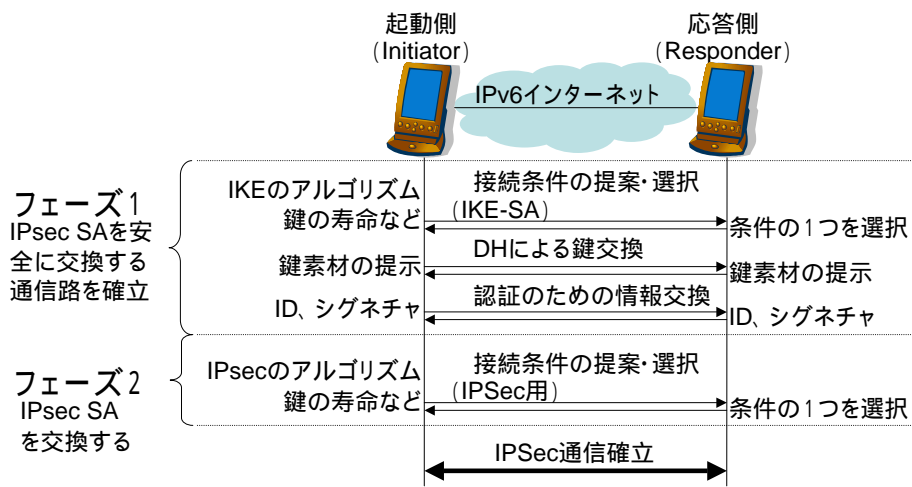 起動側
(Initiator)
応答側
(Responder)
IPv6インターネット
フェーズ1
IPsec SAを安
全に交換する
通信路を確立
IKEのアルゴリズム
鍵の寿命など
接続条件の提案・選択
(IKE-SA)
条件の1つを選択
鍵素材の提示
DHによる鍵交換
鍵素材の提示
ID、シグネチャ
認証のための情報交換
ID、シグネチャ
フェーズ2
IPsec SA
を交換する
IPsecのアルゴリズム
鍵の寿命など
接続条件の提案・選択
(IPSec用)
条件の1つを選択
IPSec通信確立